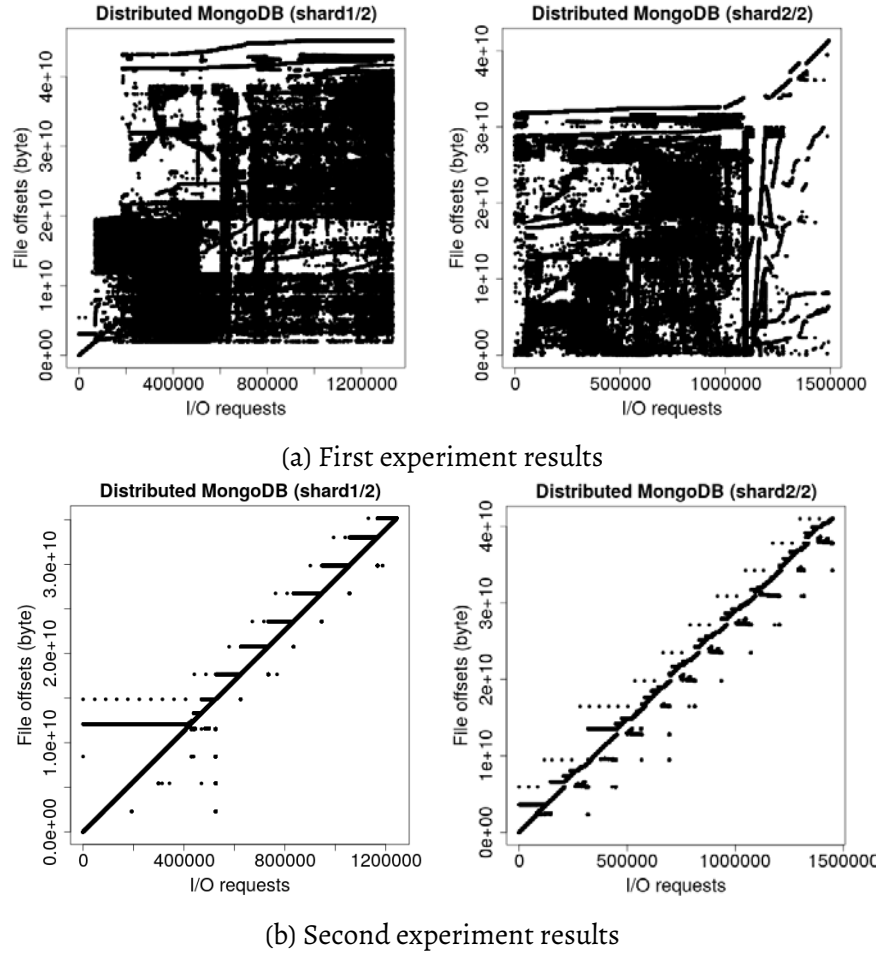 Distributed MongoDB (shard1/2)
File offsets (byte)
0e+00 1e+10 2e+10 3e+10 4e+10
0 400000 800000 1200000
I/O requests
Distributed MongoDB (shard2/2)
File offsets (byte)
0e+00 1e+10 2e+10 3e+10 4e+10
0 500000 1000000 1500000
I/O requests
(a) First experiment results
Distributed MongoDB (shard1/2)
File offsets (byte)
0.0e+00 1.0e+10 2.0e+10 3.0e+10
0 400000 800000 1200000
I/O requests
Distributed MongoDB (shard2/2)
File offsets (byte)
0e+00 1e+10 2e+10 3e+10 4e+10
0 500000 1000000 1500000
I/O requests
(b) Second experiment results